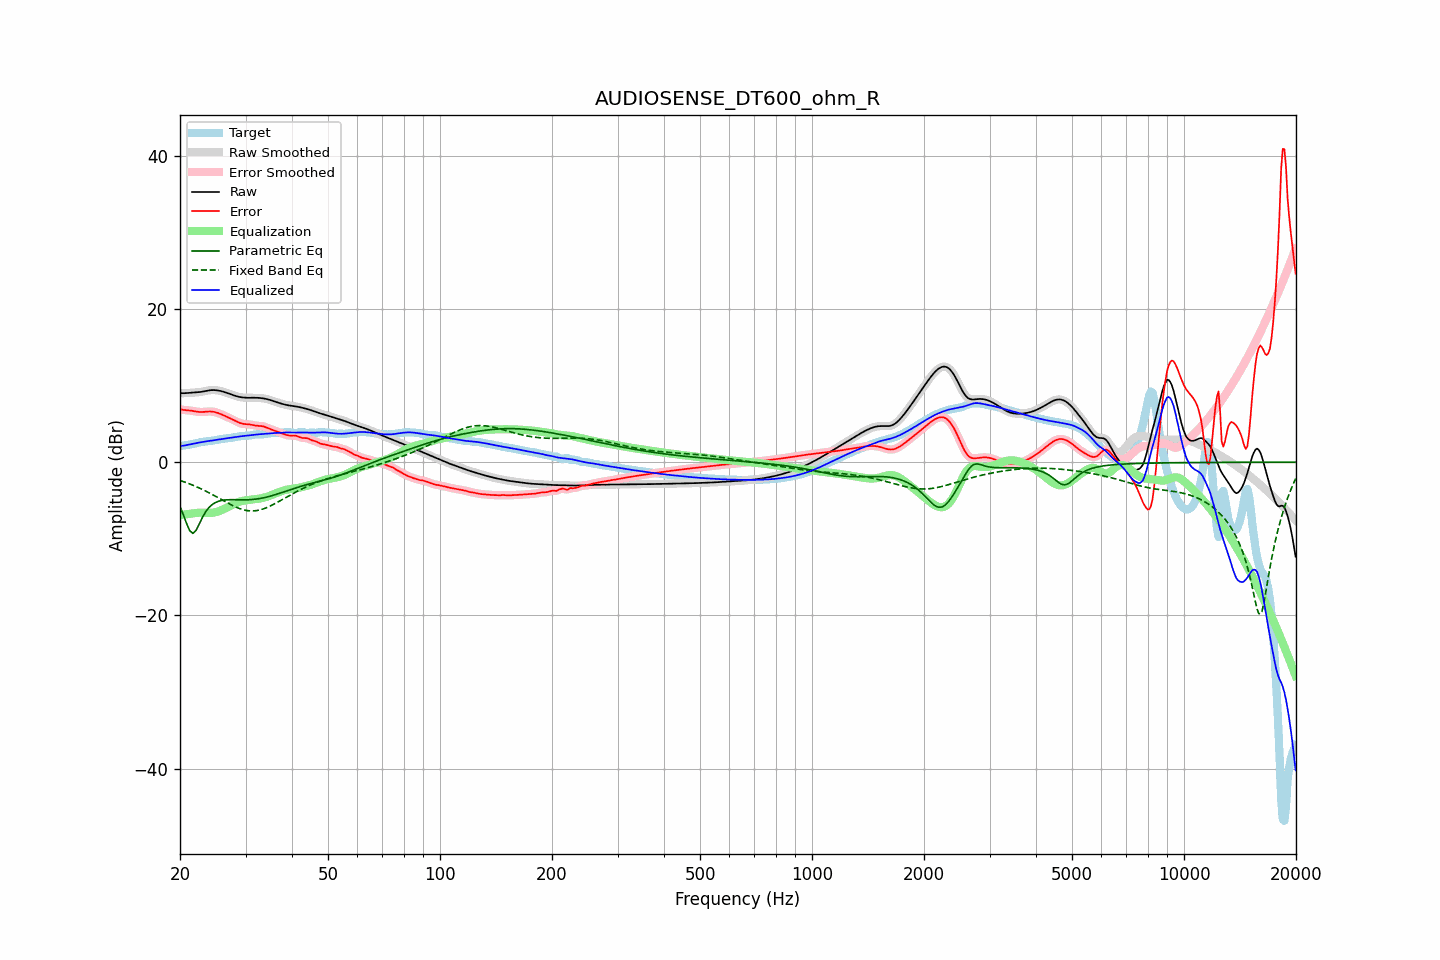 AUDIOSENSE_DT600_ohm_R
Target
Raw Smoothed
Error Smoothed
Raw
Error
Equalization
Parametric Eq
Fixed Band Eq
Equalized
40
20
0
−20
−40
Amplitude (dBr)
20
50
100
200
500
1000
2000
5000
10000
20000
Frequency (Hz)